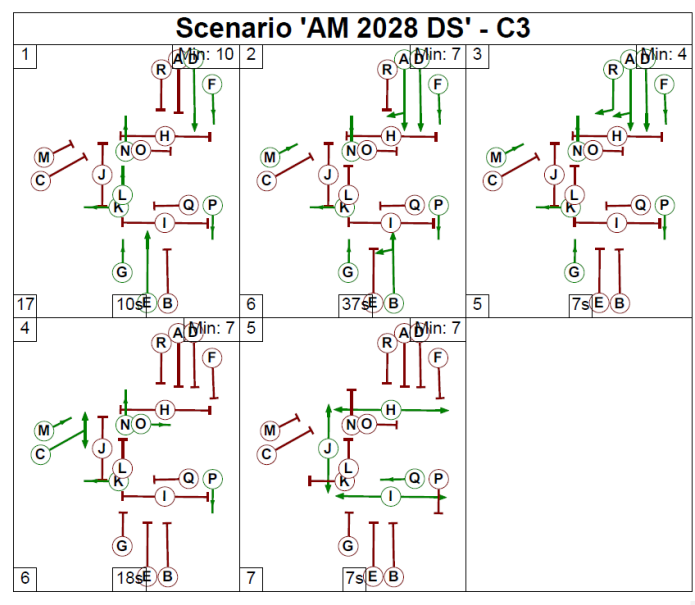 Scenario 'AM 2028 DS' - C3
1 Min: 10
R A D F
H
N O
M C J
L K Q P
I
G
E B
17 10s
2 Min: 7
R A D F
H
N O
M C J
L K Q P
I
G
E B
6 37s
3 Min: 4
R A D F
H
N O
M C J
L K Q P
I
G
E B
5 7s
4 Min: 7
R A D F
H
N O
M C J
L K Q P
I
G
E B
6 18s
5 Min: 7
R A D F
H
N O
M C J
L K Q P
I
G
E B
7 7s